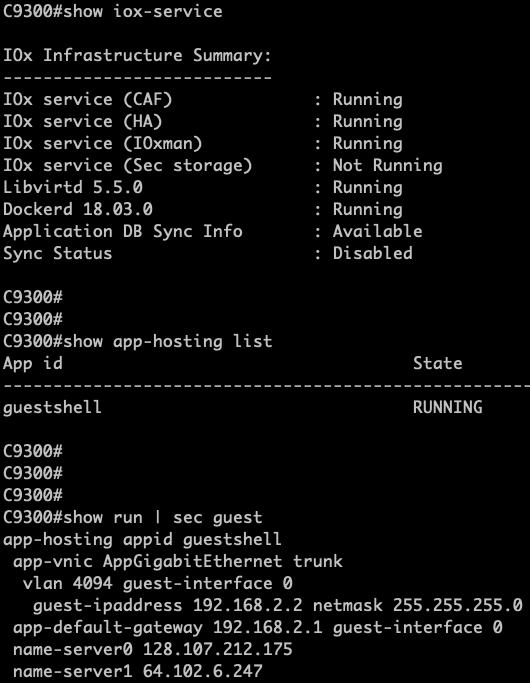 C9300#show iox-service
IOx Infrastructure Summary:
---------------------------
IOx service (CAF) : Running
IOx service (HA) : Running
IOx service (IOxman) : Running
IOx service (Sec storage) : Not Running
Libvirtd 5.5.0 : Running
Dockerd 18.03.0 : Running
Application DB Sync Info : Available
Sync Status : Disabled
C9300#
C9300#
C9300#show app-hosting list
App id State
-----------------------------------------------------
guestshell RUNNING
C9300#
C9300#
C9300#
C9300#show run | sec guest
app-hosting appid guestshell
app-vnic AppGigabitEthernet trunk
vlan 4094 guest-interface 0
guest-ipaddress 192.168.2.2 netmask 255.255.255.0
app-default-gateway 192.168.2.1 guest-interface 0
name-server0 128.107.212.175
name-server1 64.102.6.247